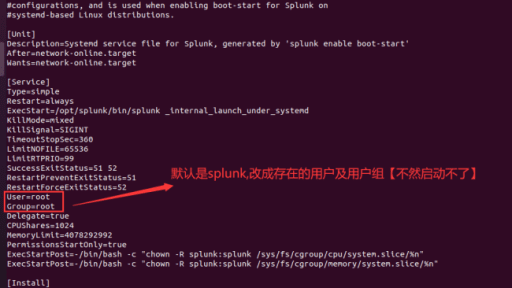 #configurations, and is used when enabling boot-start for Splunk on
#systemd-based Linux distributions.
[Unit]
Description=Systemd service file for Splunk, generated by 'splunk enable boot-start'
After=network-online.target
Wants=network-online.target
[Service]
Type=simple
Restart=always
ExecStart=/opt/splunk/bin/splunk _internal_launch_under_systemd
KillMode=mixed
KillSignal=SIGINT
TimeoutStopSec=360
LimitNOFILE=65536
LimitRTPRIO=99
SuccessExitStatus=51 52
RestartPreventExitStatus=51
RestartForceExitStatus=52
默认是splunk,改成存在的用户及用户组【不然启动不了】
User=root
Group=root
Delegate=true
CPUShares=1024
MemoryLimit=4078292992
PermissionsStartOnly=true
ExecStartPost=/bin/bash -c "chown -R splunk:splunk /sys/fs/cgroup/cpu/system.slice/%n"
ExecStartPost=/bin/bash -c "chown -R splunk:splunk /sys/fs/cgroup/memory/system.slice/%n"
[Install]